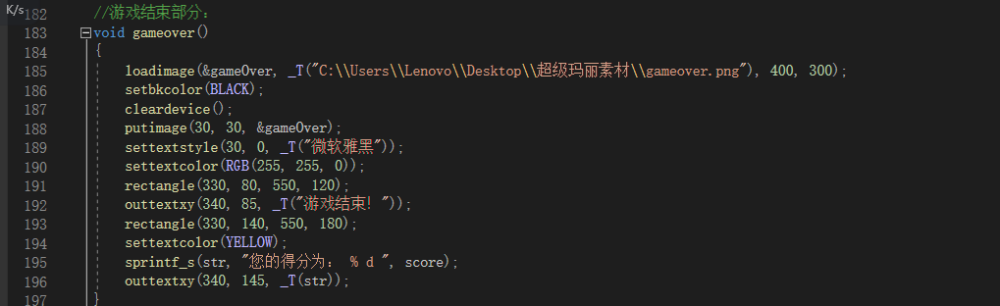 K/s
182 //游戏结束部分:
183 void gameover()
184 {
185 loadimage(&gameOver, _T("C:\\Users\\Lenovo\\Desktop\\超级玛丽素材\\gameover.png"), 400, 300);
186 setbkcolor(BLACK);
187 cleardevice();
188 putimage(30, 30, &gameOver);
189 settextstyle(30, 0, _T("微软雅黑"));
190 settextcolor(RGB(255, 255, 0));
191 rectangle(330, 80, 550, 120);
192 outtextxy(340, 85, _T("游戏结束！"));
193 rectangle(330, 140, 550, 180);
194 settextcolor(YELLOW);
195 sprintf_s(str, "您的得分为： % d ", score);
196 outtextxy(340, 145, _T(str));
197 }